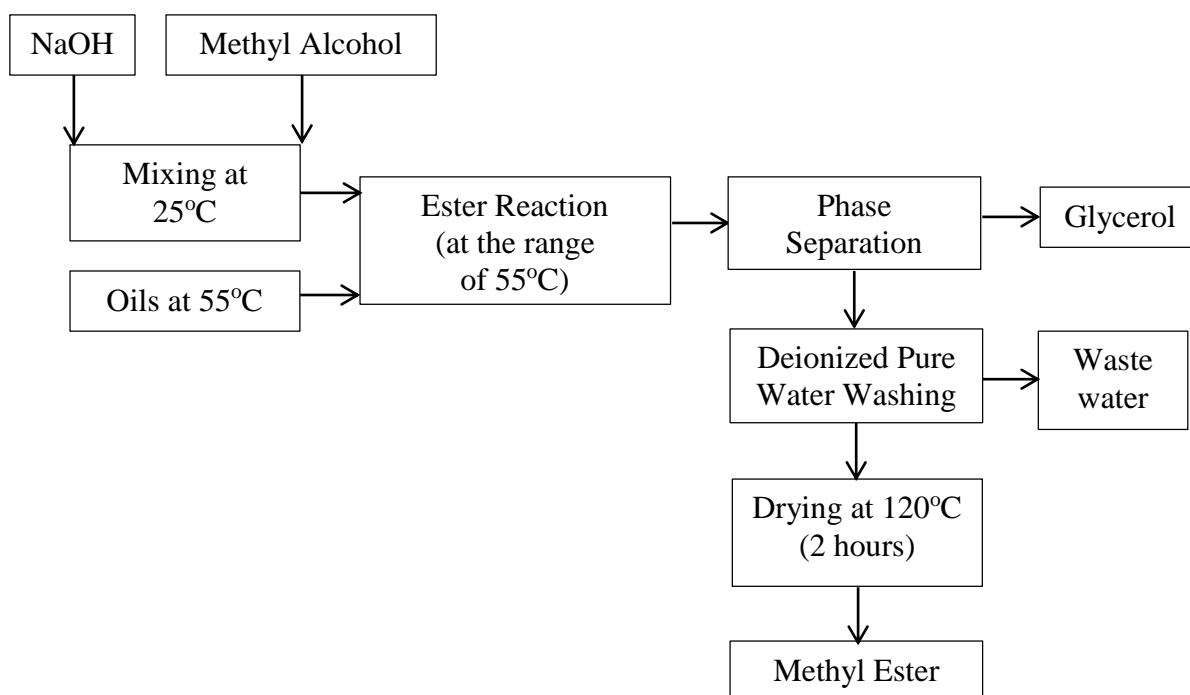 NaOH
Methyl Alcohol
Mixing at
25°C
Oils at 55°C
Ester Reaction
(at the range
of 55°C)
Phase
Separation
Glycerol
Deionized Pure
Water Washing
Waste
water
Drying at 120°C
(2 hours)
Methyl Ester